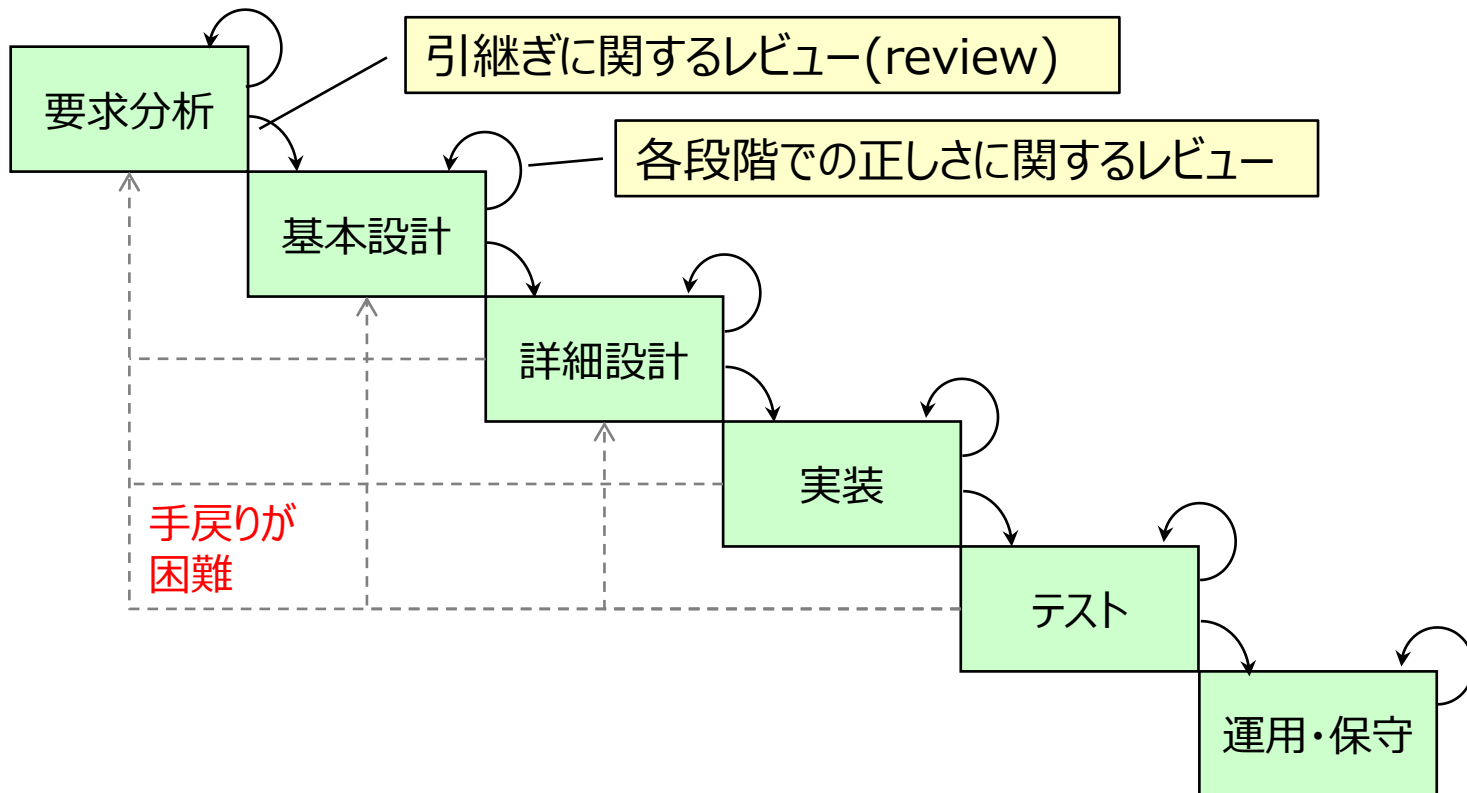 引継ぎに関するレビュー(review)
要求分析
各段階での正しさに関するレビュー
基本設計
詳細設計
実装
手戻りが
困難
テスト
運用・保守